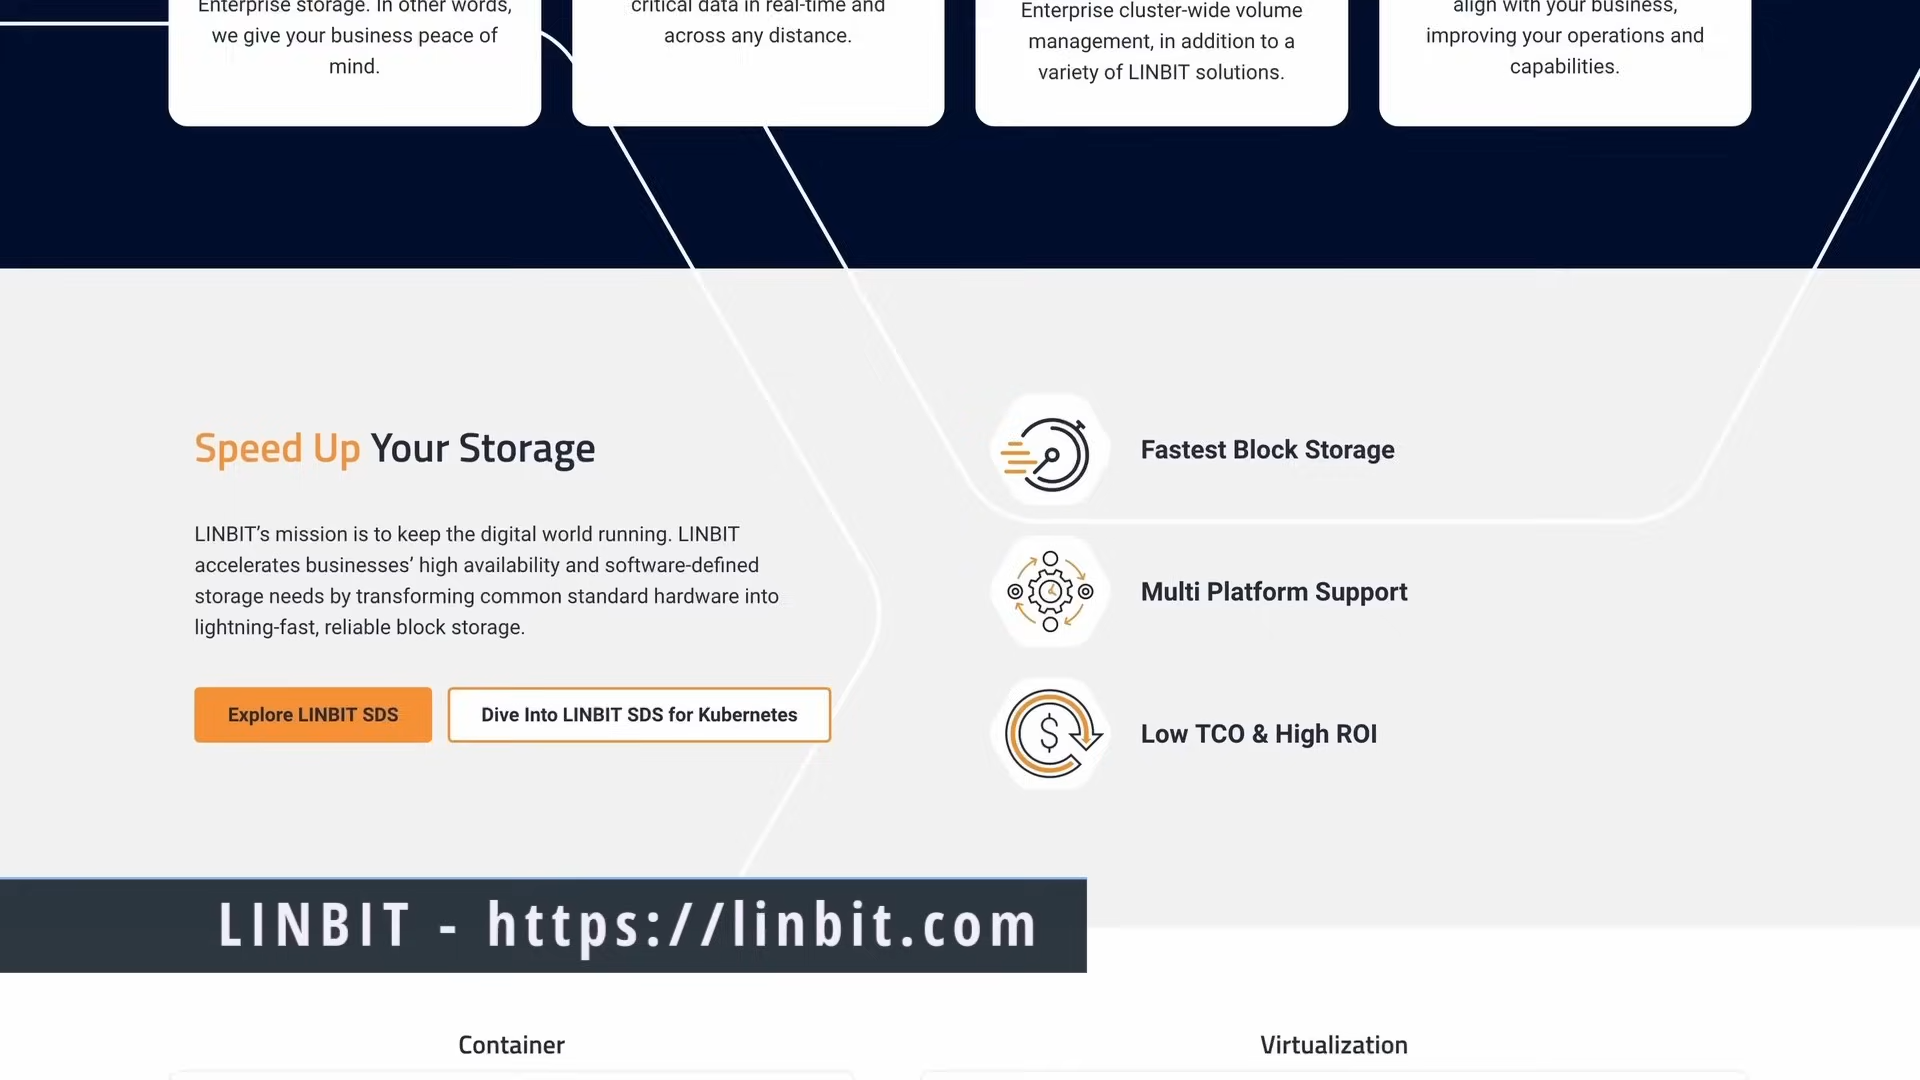 Enterprise storage. In other words,
we give your business peace of
mind.
critical data in real-time and
across any distance.
Enterprise cluster-wide volume
management, in addition to a
variety of LINBIT solutions.
align with your business,
improving your operations and
capabilities.
Speed Up Your Storage
LINBIT’s mission is to keep the digital world running. LINBIT
accelerates businesses’ high availability and software-defined
storage needs by transforming common standard hardware into
lightning-fast, reliable block storage.
Explore LINBIT SDS
Dive Into LINBIT SDS for Kubernetes
Fastest Block Storage
Multi Platform Support
$
Low TCO & High ROI
LINBIT - https://linbit.com
Container
Virtualization